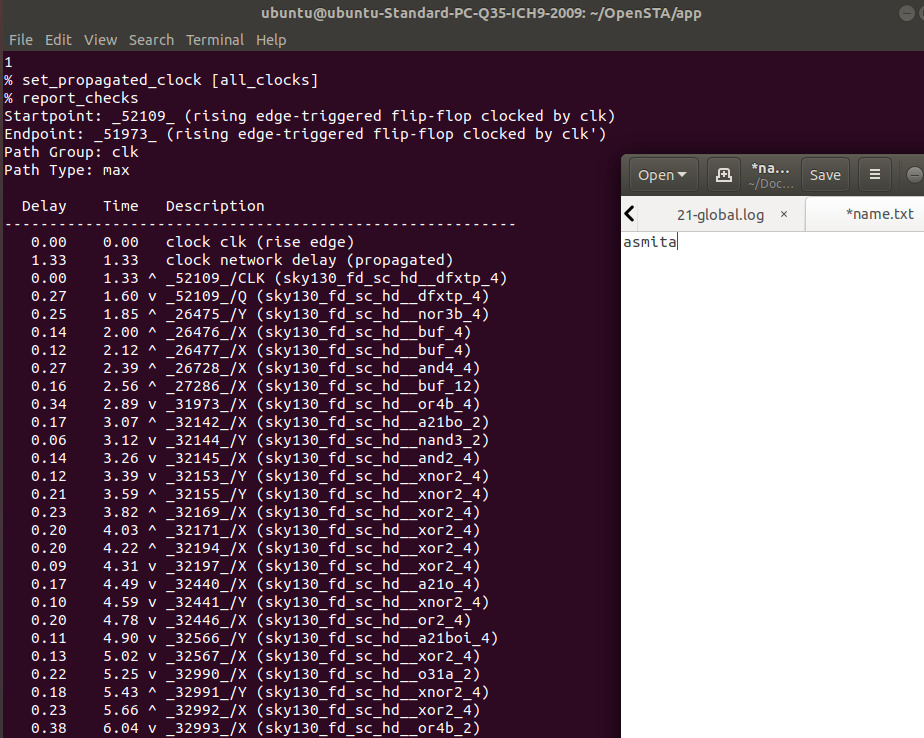 ubuntu@ubuntu-Standard-PC-Q35-ICH9-2009: ~/OpenSTA/app
File Edit View Search Terminal Help
1
% set_propagated_clock [all_clocks]
% report_checks
Startpoint: _52109_ (rising edge-triggered flip-flop clocked by clk)
Endpoint: _51973_ (rising edge-triggered flip-flop clocked by clk')
Path Group: clk
Path Type: max
Delay Time Description
---------------------------------------------------------
0.00 0.00 clock clk (rise edge)
1.33 1.33 clock network delay (propagated)
0.00 1.33 ^ _52109_/CLK (sky130_fd_sc_hd__dfxtp_4)
0.27 1.60 v _52109_/Q (sky130_fd_sc_hd__dfxtp_4)
0.25 1.85 ^ _26475_/Y (sky130_fd_sc_hd__nor3b_4)
0.14 2.00 ^ _26476_/X (sky130_fd_sc_hd__buf_4)
0.12 2.12 ^ _26477_/X (sky130_fd_sc_hd__buf_4)
0.27 2.39 ^ _26728_/X (sky130_fd_sc_hd__and4_4)
0.16 2.56 ^ _27286_/X (sky130_fd_sc_hd__buf_12)
0.34 2.89 v _31973_/X (sky130_fd_sc_hd__or4b_4)
0.17 3.07 ^ _32142_/X (sky130_fd_sc_hd__a21bo_2)
0.06 3.12 v _32144_/Y (sky130_fd_sc_hd__nand3_2)
0.14 3.26 v _32145_/X (sky130_fd_sc_hd__and2_4)
0.12 3.39 v _32153_/Y (sky130_fd_sc_hd__xnor2_4)
0.21 3.59 ^ _32155_/Y (sky130_fd_sc_hd__xnor2_4)
0.23 3.82 ^ _32169_/X (sky130_fd_sc_hd__xor2_4)
0.20 4.03 ^ _32171_/X (sky130_fd_sc_hd__xor2_4)
0.20 4.22 ^ _32194_/X (sky130_fd_sc_hd__xor2_4)
0.09 4.31 v _32197_/X (sky130_fd_sc_hd__xor2_4)
0.17 4.49 v _32440_/X (sky130_fd_sc_hd__a21o_4)
0.10 4.59 v _32441_/Y (sky130_fd_sc_hd__xnor2_4)
0.20 4.78 v _32446_/X (sky130_fd_sc_hd__or2_4)
0.11 4.90 v _32566_/Y (sky130_fd_sc_hd__a21boi_4)
0.13 5.02 v _32567_/X (sky130_fd_sc_hd__xor2_4)
0.22 5.25 v _32990_/X (sky130_fd_sc_hd__o31a_2)
0.18 5.43 ^ _32991_/Y (sky130_fd_sc_hd__xnor2_4)
0.23 5.66 ^ _32992_/X (sky130_fd_sc_hd__xor2_4)
0.38 6.04 v _32993_/X (sky130_fd_sc_hd__or4b_2)
Open *na... Save
~/Doc...
21-global.log × *name.txt
asmita